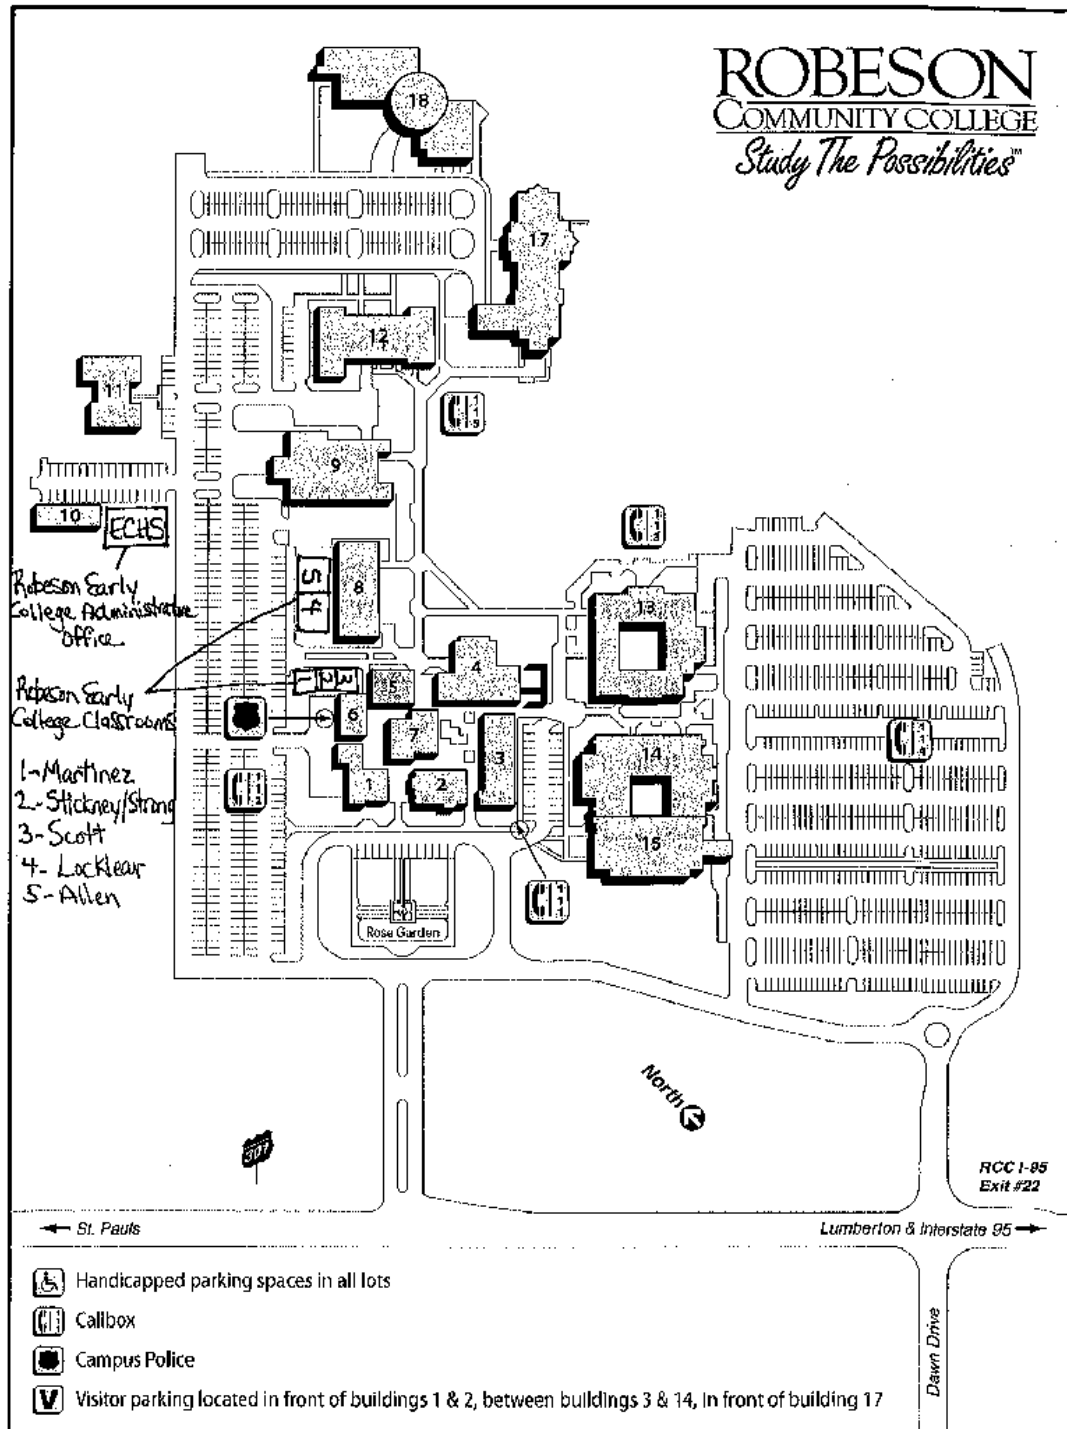 ROBESON
COMMUNITY COLLEGE
Study The Possibilities™
18
17
12
11
9
10
ECHS
Robeson Early
College Administrative
Office
5
4
8
13
4
1
2
3
5
6
7
Robeson Early
College Classrooms
1
2
3
14
15
1-Martinez
2-Stickney/Strong
3-Scott
4-Locklear
5-Allen
Rose Garden
North
301
RCC I-95
Exit #22
St. Pauls
Lumberton & Interstate 95
Dawn Drive
Handicapped parking spaces in all lots
Callbox
Campus Police
V Visitor parking located in front of buildings 1 & 2, between buildings 3 & 14, in front of building 17